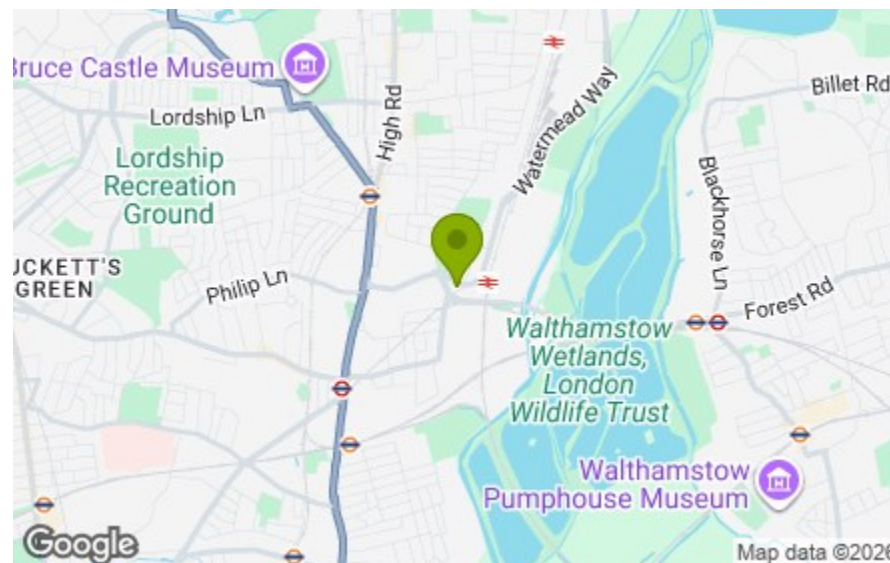 Bruce Castle Museum
Lordship Ln
High Rd
Watermead Way
Billet Rd
Lordship
Recreation
Ground
Blackhorse Ln
UCKETT'S
GREEN
Philip Ln
Forest Rd
Walthamstow
Wetlands,
London
Wildlife Trust
Walthamstow
Pumphouse Museum
Google
Map data ©2026